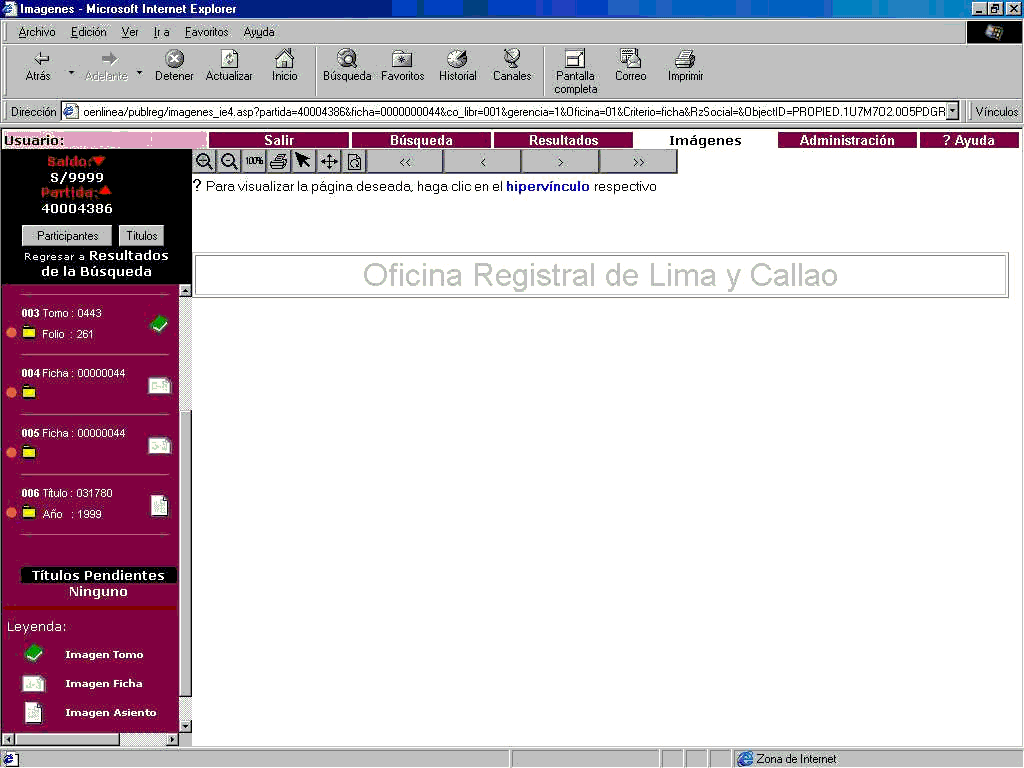 Imagenes - Microsoft Internet Explorer
Archivo Edición Ver Ir a Favoritos Ayuda
Atrás Adelante Detener Actualizar Inicio Búsqueda Favoritos Historial Canales Pantalla completa Correo Imprimir
Dirección oenlinea/publreg/imagenes_ie4.asp?partida=40004386&ficha=0000000044&co_libr=001&gerencia=1&Oficina=01&Criterio=ficha&RzSocial=&ObjectID=PROPIED.1U7M7O2.005PDGR Vínculos
Usuario: Salir Búsqueda Resultados Imágenes Administración ? Ayuda
Saldo:
S/9999
Partida:
40004386
Participantes Titulos
Regresar a Resultados
de la Búsqueda
100% << < > >>
? Para visualizar la página deseada, haga clic en el hipervínculo respectivo
Oficina Registral de Lima y Callao
003 Tomo : 0443
Folio : 261
004 Ficha : 00000044
005 Ficha : 00000044
006 Título : 031780
Año : 1999
Títulos Pendientes
Ninguno
Leyenda:
Imagen Tomo
Imagen Ficha
Imagen Asiento
Zona de Internet